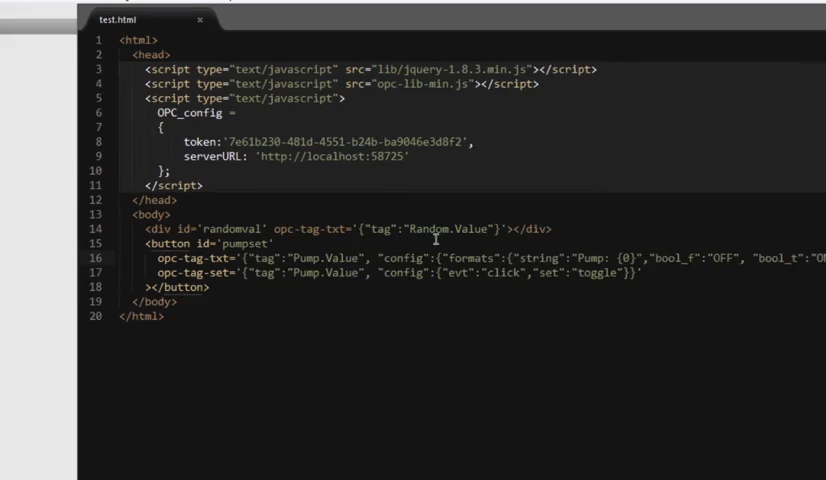 test.html ×
1 <html>
2 <head>
3 <script type="text/javascript" src="lib/jquery-1.8.3.min.js"></script>
4 <script type="text/javascript" src="opc-lib-min.js"></script>
5 <script type="text/javascript">
6 OPC_config =
7 {
8 token:'7e61b230-481d-4551-b24b-ba9046e3d8f2',
9 serverURL: 'http://localhost:58725'
10 };
11 </script>
12 </head>
13 <body>
14 <div id='randomval' opc-tag-txt='{"tag":"Random.Value"}'></div>
15 <button id='pumpset'
16 opc-tag-txt='{"tag":"Pump.Value", "config":{"formats":{"string":"Pump: {0}","bool_f":"OFF", "bool_t":"ON
17 opc-tag-set='{"tag":"Pump.Value", "config":{"evt":"click","set":"toggle"}}'
18 ></button>
19 </body>
20 </html>